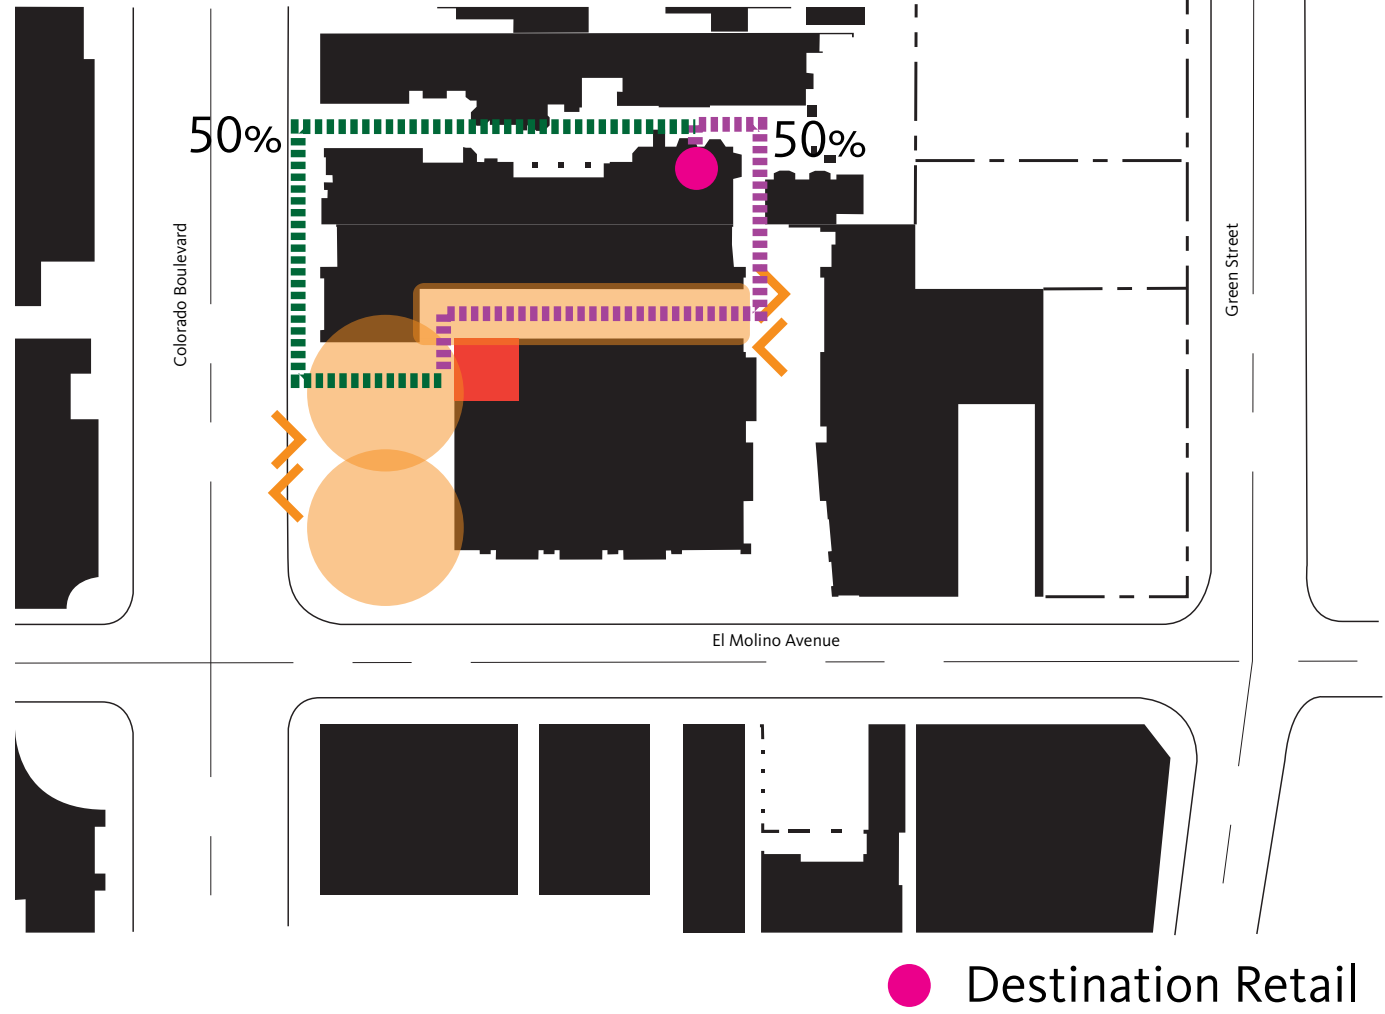 50%
50%
Colorado Boulevard
Green Street
El Molino Avenue
Destination Retail